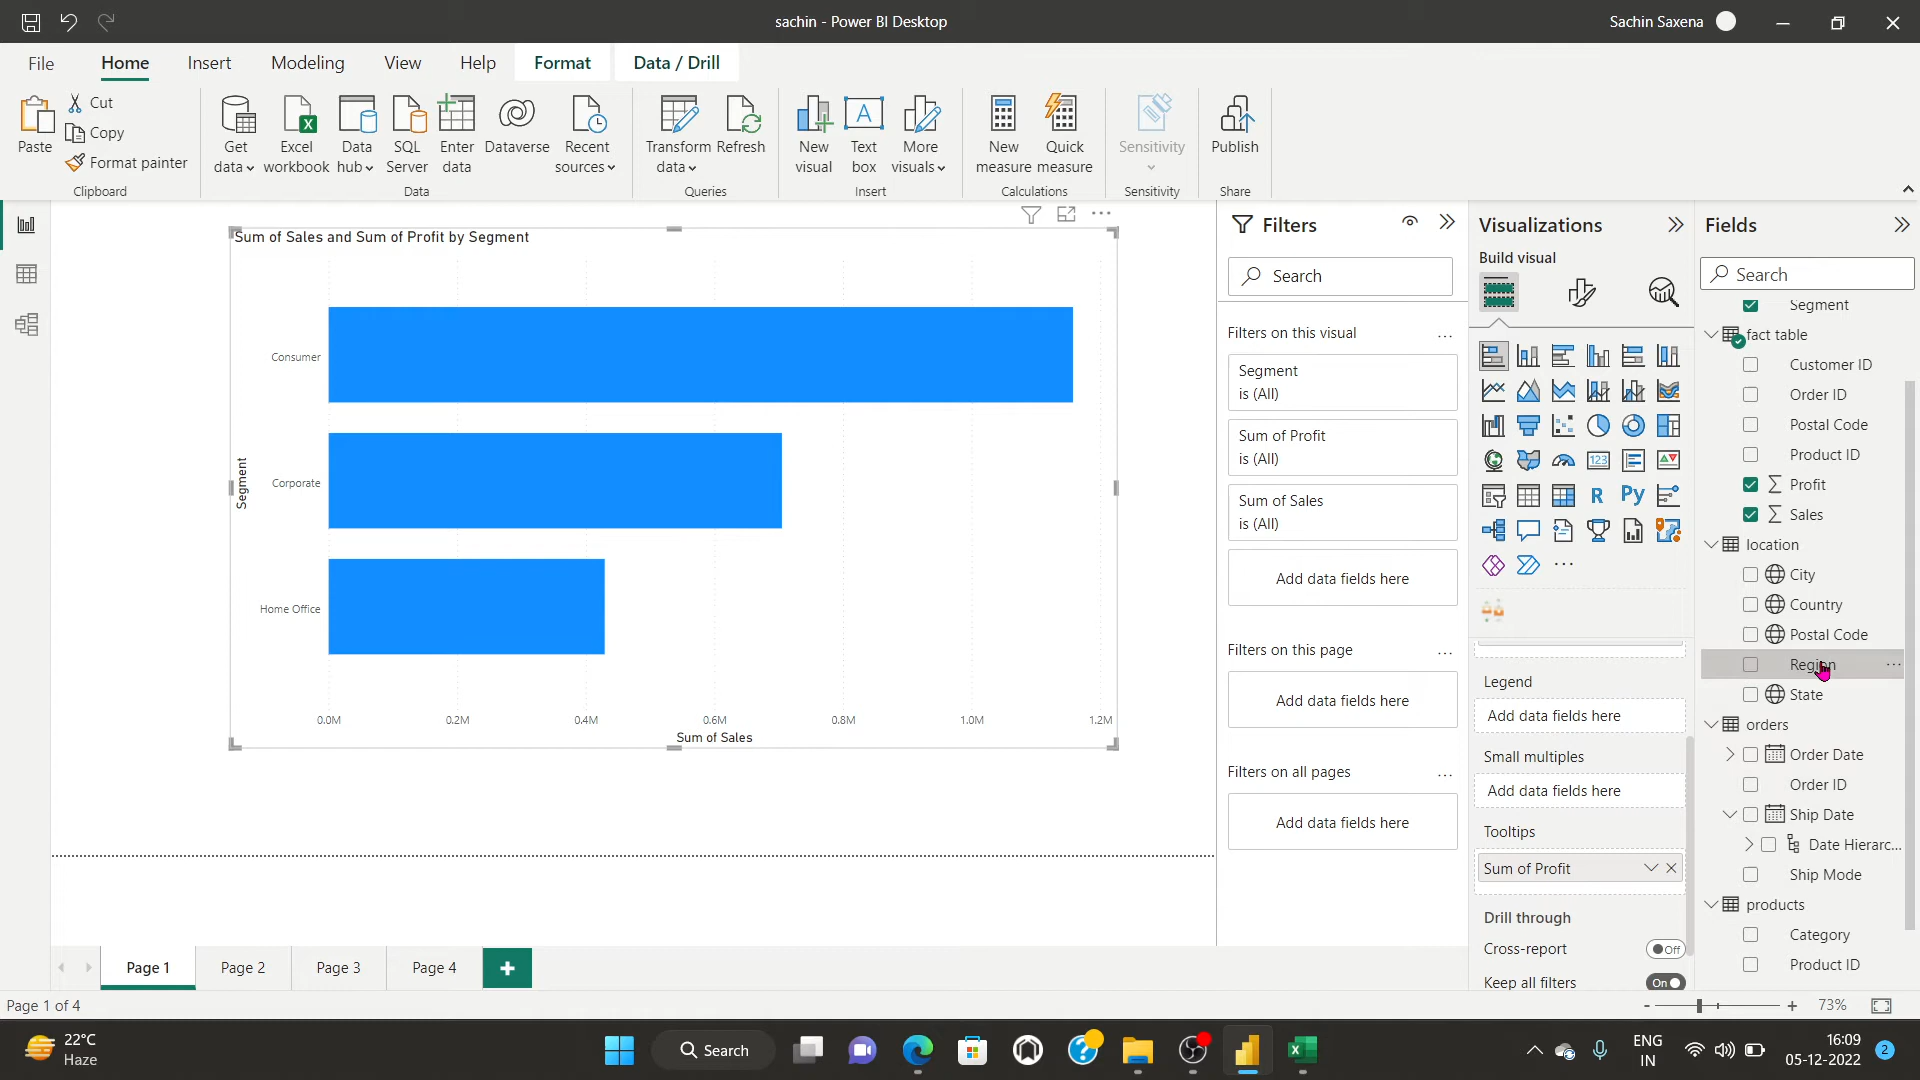 sachin - Power BI Desktop
Sachin Saxena
File
Home
Insert
Modeling
View
Help
Format
Data / Drill
Paste
Cut
Copy
Format painter
Clipboard
Get data
Excel workbook
Data hub
SQL Server
Enter data
Dataverse
Recent sources
Data
Transform data
Refresh
Queries
New visual
A
Text box
More visuals
Insert
New measure
Quick measure
Calculations
Sensitivity
Sensitivity
Publish
Share
Sum of Sales and Sum of Profit by Segment
Segment
Consumer
Corporate
Home Office
0.0M
0.2M
0.4M
0.6M
0.8M
1.0M
1.2M
Sum of Sales
Filters
Search
Filters on this visual
Segment
is (All)
Sum of Profit
is (All)
Sum of Sales
is (All)
Add data fields here
Filters on this page
Add data fields here
Filters on all pages
Add data fields here
Visualizations
Build visual
123
R
Py
Legend
Add data fields here
Small multiples
Add data fields here
Tooltips
Sum of Profit
Drill through
Cross-report
Off
Keep all filters
On
Fields
Search
Segment
fact table
Customer ID
Order ID
Postal Code
Product ID
Profit
Sales
location
City
Country
Postal Code
Region
State
orders
Order Date
Order ID
Ship Date
Date Hierarc...
Ship Mode
products
Category
Product ID
Page 1
Page 2
Page 3
Page 4
Page 1 of 4
73%
22°C
Haze
Search
ENG
IN
16:09
05-12-2022
2